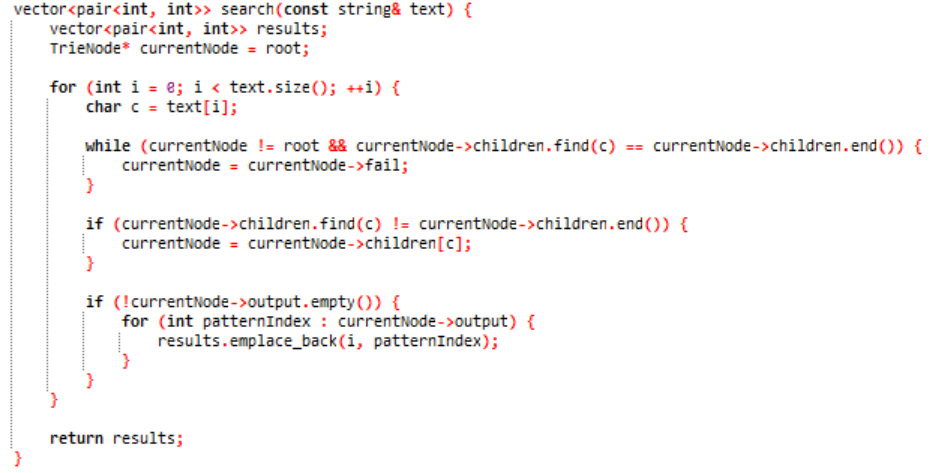 vector<pair<int, int>> search(const string& text) {
    vector<pair<int, int>> results;
    TrieNode* currentNode = root;

    for (int i = 0; i < text.size(); ++i) {
        char c = text[i];

        while (currentNode != root && currentNode->children.find(c) == currentNode->children.end()) {
            currentNode = currentNode->fail;
        }

        if (currentNode->children.find(c) != currentNode->children.end()) {
            currentNode = currentNode->children[c];
        }

        if (!currentNode->output.empty()) {
            for (int patternIndex : currentNode->output) {
                results.emplace_back(i, patternIndex);
            }
        }
    }

    return results;
}